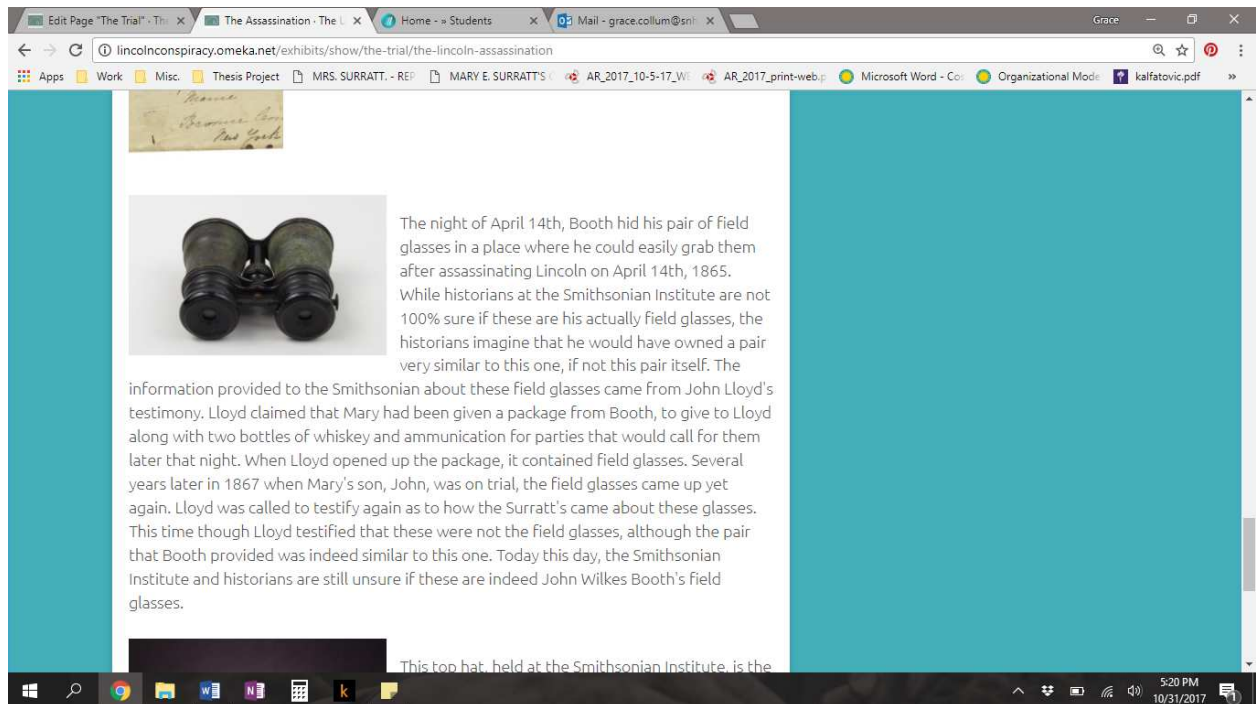 Edit Page "The Trial" · Th
The Assassination · The L
Home - » Students
Mail - grace.collum@snh
Grace
lincolnconspiracy.omeka.net/exhibits/show/the-trial/the-lincoln-assassination
Apps Work Misc. Thesis Project MRS. SURRATT. - REP MARY E. SURRATT'S AR_2017_10-5-17_WE AR_2017_print-web.p Microsoft Word - Co Organizational Mode kalfatovic.pdf »
New York
The night of April 14th, Booth hid his pair of field
glasses in a place where he could easily grab them
after assassinating Lincoln on April 14th, 1865.
While historians at the Smithsonian Institute are not
100% sure if these are his actually field glasses, the
historians imagine that he would have owned a pair
very similar to this one, if not this pair itself. The
information provided to the Smithsonian about these field glasses came from John Lloyd's
testimony. Lloyd claimed that Mary had been given a package from Booth, to give to Lloyd
along with two bottles of whiskey and ammunication for parties that would call for them
later that night. When Lloyd opened up the package, it contained field glasses. Several
years later in 1867 when Mary's son, John, was on trial, the field glasses came up yet
again. Lloyd was called to testify again as to how the Surratt's came about these glasses.
This time though Lloyd testified that these were not the field glasses, although the pair
that Booth provided was indeed similar to this one. Today this day, the Smithsonian
Institute and historians are still unsure if these are indeed John Wilkes Booth's field
glasses.
This top hat, held at the Smithsonian Institute, is the
5:20 PM
10/31/2017